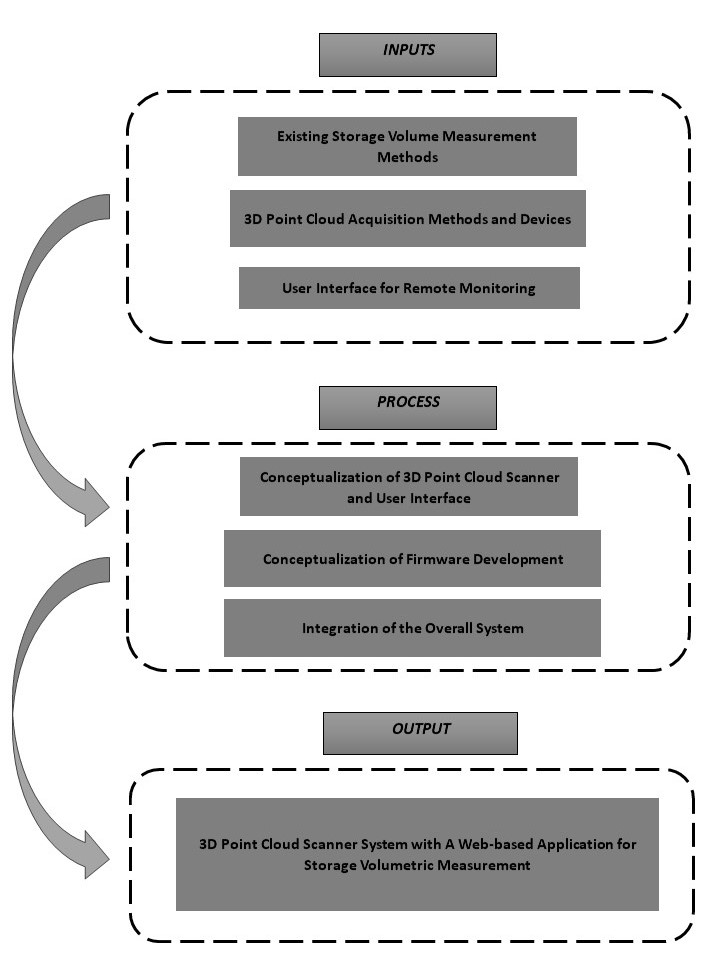 INPUTS
Existing Storage Volume Measurement
Methods
3D Point Cloud Acquisition Methods and Devices
User Interface for Remote Monitoring
PROCESS
Conceptualization of 3D Point Cloud Scanner
and User Interface
Conceptualization of Firmware Development
Integration of the Overall System
OUTPUT
3D Point Cloud Scanner System with A Web-based Application for
Storage Volumetric Measurement